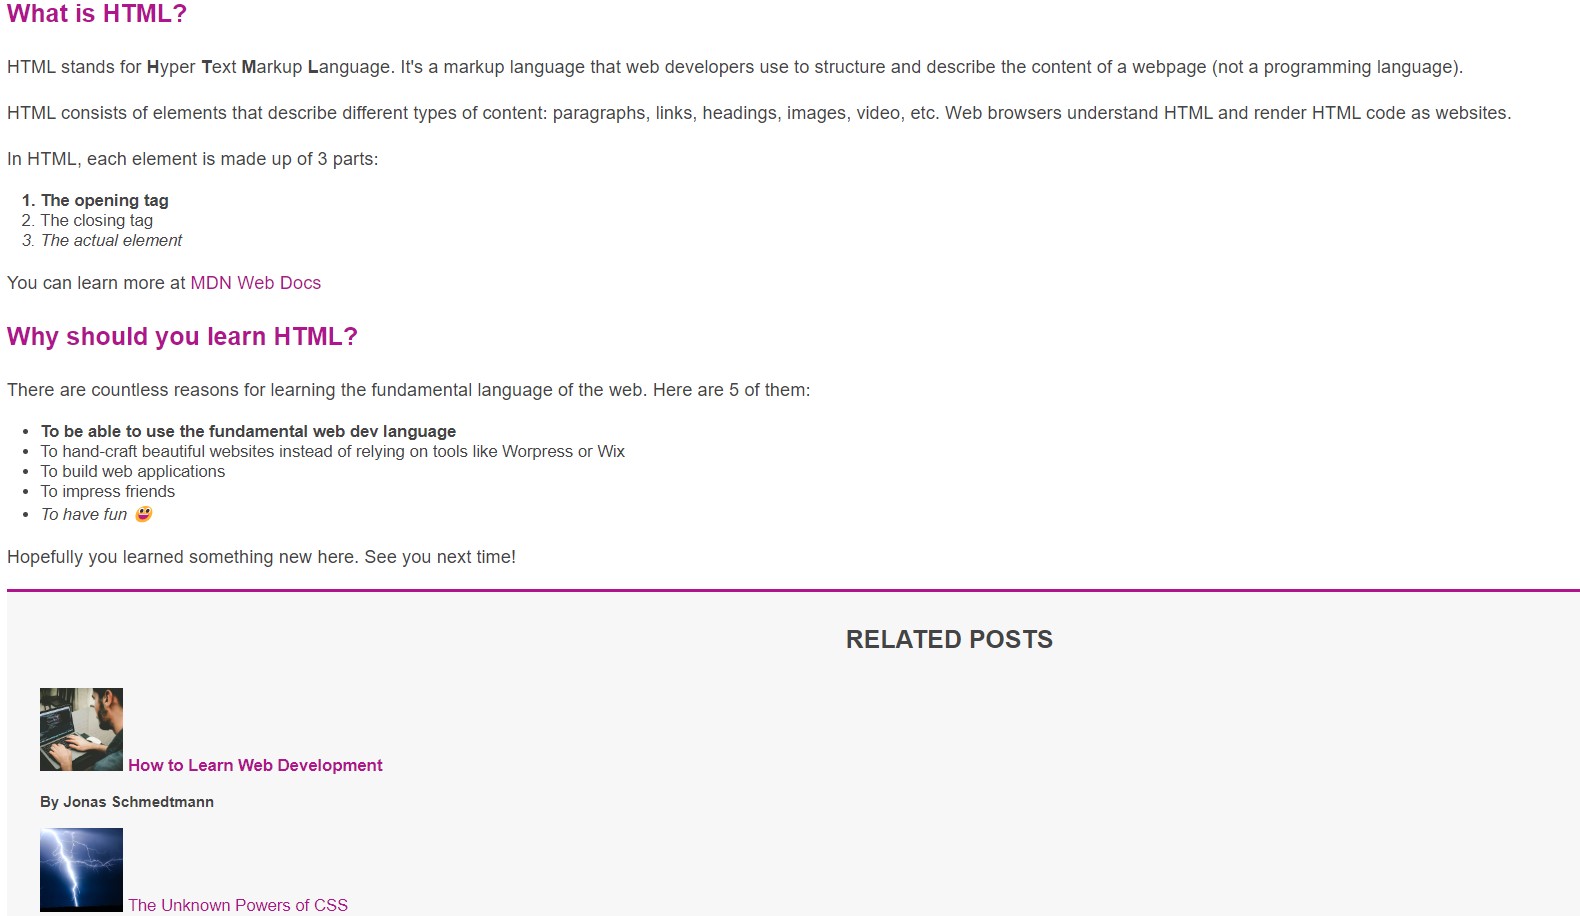 What is HTML?
HTML stands for Hyper Text Markup Language. It's a markup language that web developers use to structure and describe the content of a webpage (not a programming language).
HTML consists of elements that describe different types of content: paragraphs, links, headings, images, video, etc. Web browsers understand HTML and render HTML code as websites.
In HTML, each element is made up of 3 parts:
1. The opening tag
2. The closing tag
3. The actual element
You can learn more at MDN Web Docs
Why should you learn HTML?
There are countless reasons for learning the fundamental language of the web. Here are 5 of them:
• To be able to use the fundamental web dev language
• To hand-craft beautiful websites instead of relying on tools like Worpress or Wix
• To build web applications
• To impress friends
• To have fun 😃
Hopefully you learned something new here. See you next time!
RELATED POSTS
How to Learn Web Development
By Jonas Schmedtmann
The Unknown Powers of CSS